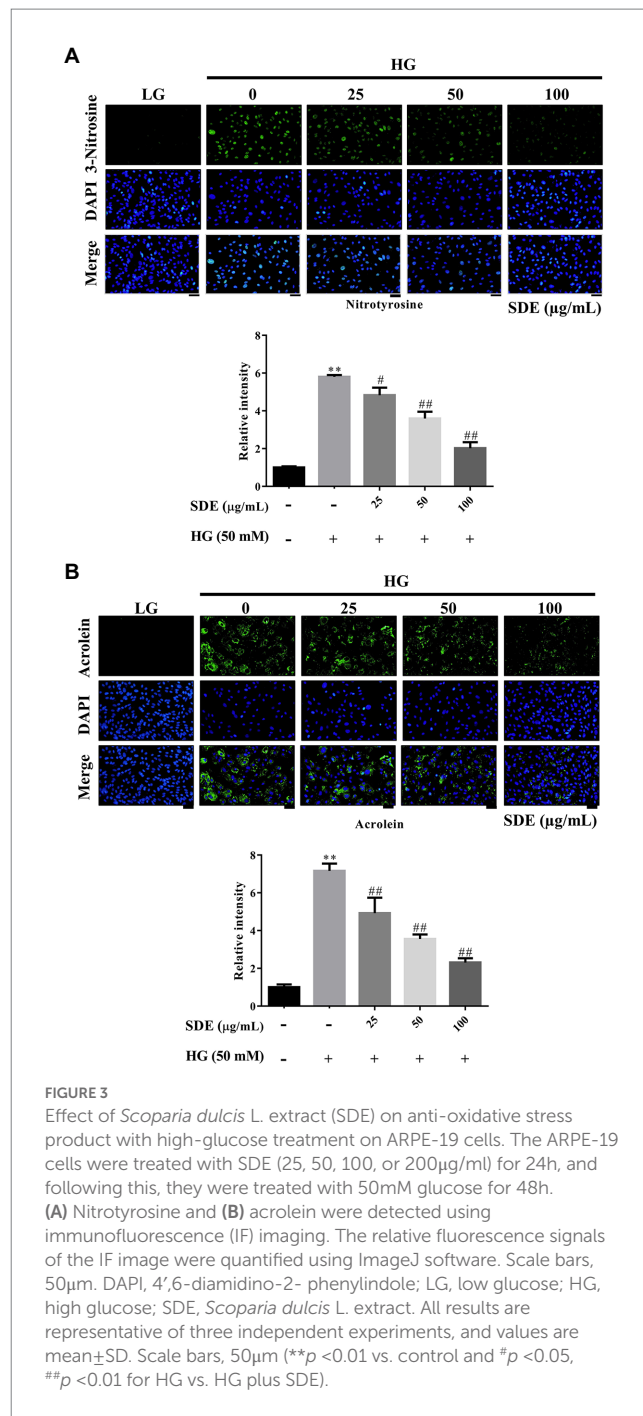 A
HG
LG 0 25 50 100
3-Nitrosine
DAPI
Merge
Nitrotyrosine SDE (µg/mL)
8
6
4
2
0
Relative intensity
** # ## ##
SDE (µg/mL) - - 25 50 100
HG (50 mM) - + + + +
B
HG
LG 0 25 50 100
Acrolein
DAPI
Merge
Acrolein SDE (µg/mL)
8
6
4
2
0
Relative intensity
** ## ## ##
SDE (µg/mL) - - 25 50 100
HG (50 mM) - + + + +
FIGURE 3
Effect of Scoparia dulcis L. extract (SDE) on anti-oxidative stress
product with high-glucose treatment on ARPE-19 cells. The ARPE-19
cells were treated with SDE (25, 50, 100, or 200µg/ml) for 24h, and
following this, they were treated with 50mM glucose for 48h.
(A) Nitrotyrosine and (B) acrolein were detected using
immunofluorescence (IF) imaging. The relative fluorescence signals
of the IF image were quantified using ImageJ software. Scale bars,
50µm. DAPI, 4′,6-diamidino-2- phenylindole; LG, low glucose; HG,
high glucose; SDE, Scoparia dulcis L. extract. All results are
representative of three independent experiments, and values are
mean±SD. Scale bars, 50µm (**p <0.01 vs. control and #p <0.05,
##p <0.01 for HG vs. HG plus SDE).